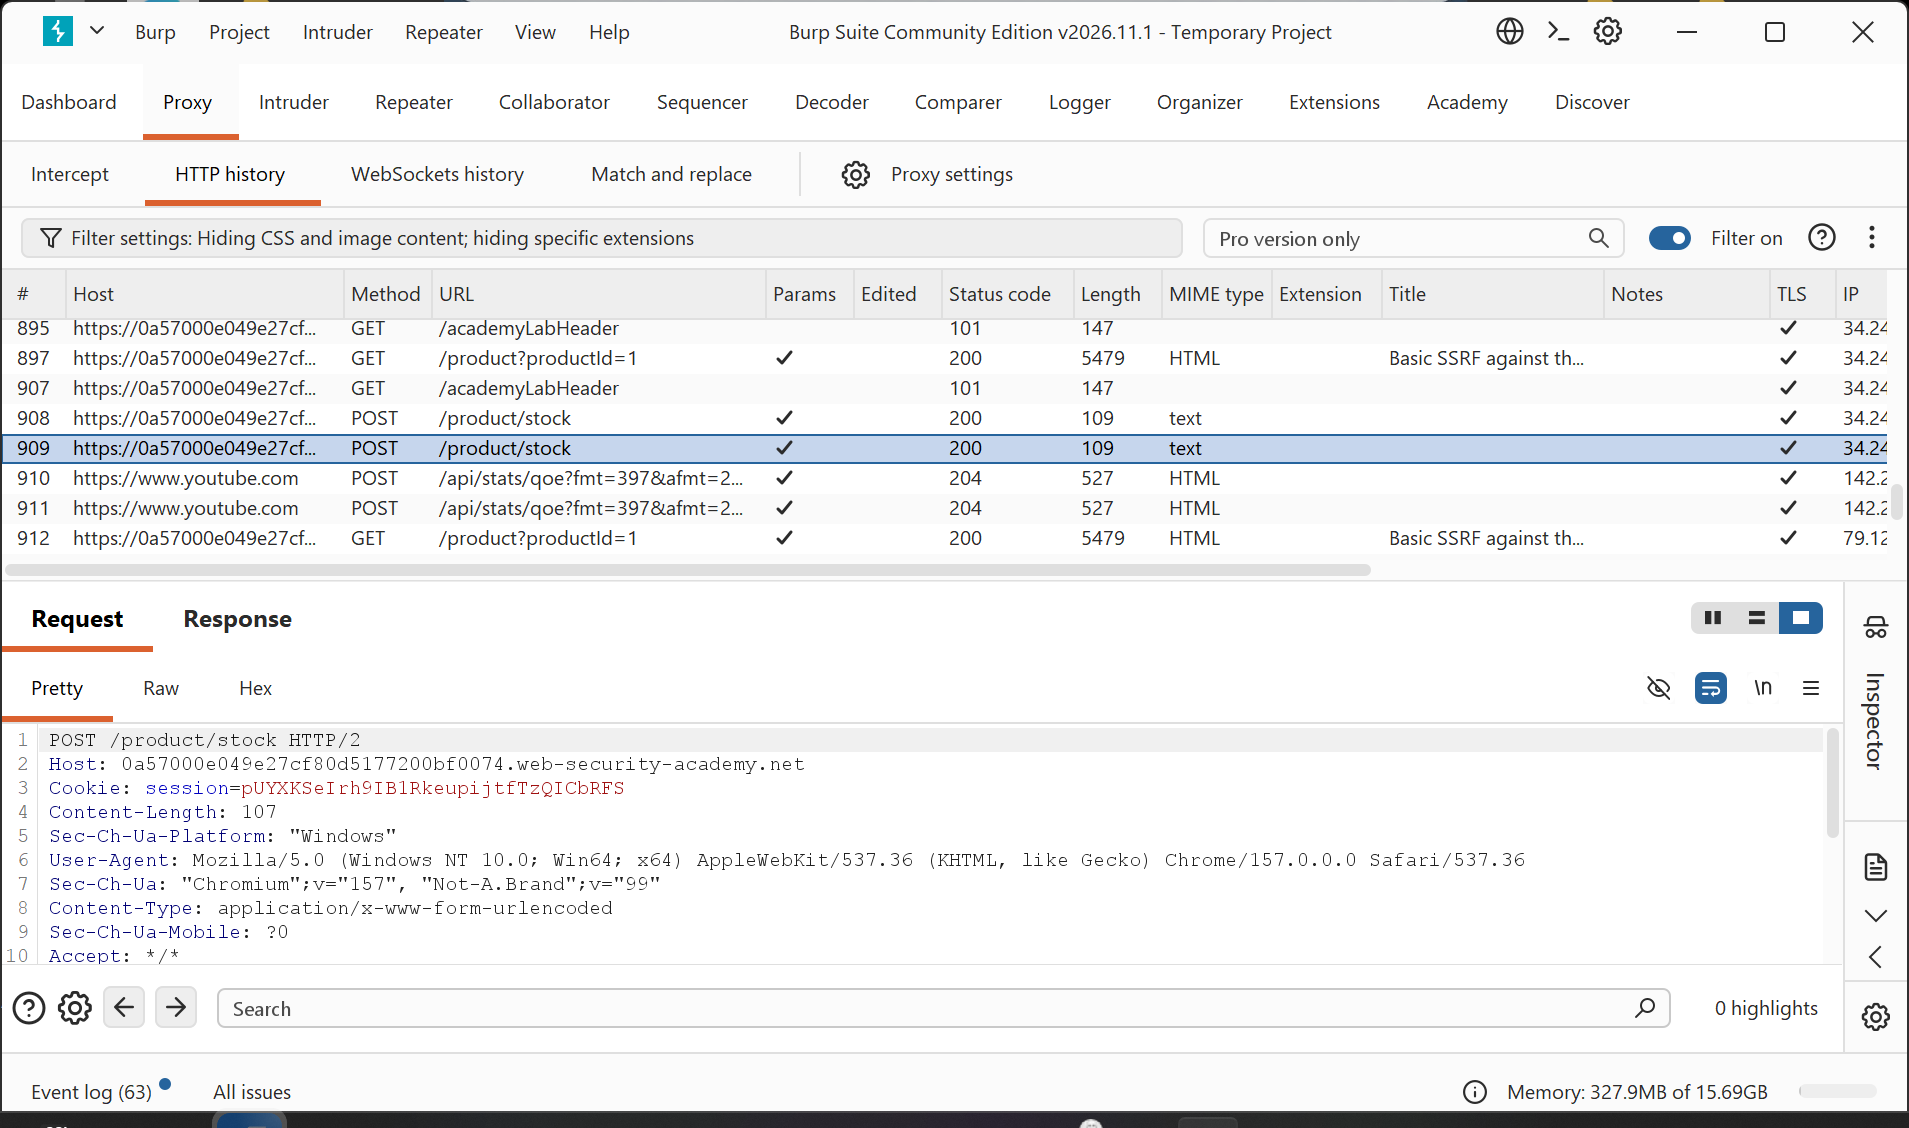 Burp Project Intruder Repeater View Help Burp Suite Community Edition v2026.11.1 - Temporary Project
Dashboard Proxy Intruder Repeater Collaborator Sequencer Decoder Comparer Logger Organizer Extensions Academy Discover
Intercept HTTP history WebSockets history Match and replace Proxy settings
Filter settings: Hiding CSS and image content; hiding specific extensions Pro version only Filter on
# Host Method URL Params Edited Status code Length MIME type Extension Title Notes TLS IP
895 https://0a57000e049e27cf... GET /academyLabHeader 101 147 ✓ 34.24
897 https://0a57000e049e27cf... GET /product?productId=1 ✓ 200 5479 HTML Basic SSRF against th... ✓ 34.24
907 https://0a57000e049e27cf... GET /academyLabHeader 101 147 ✓ 34.24
908 https://0a57000e049e27cf... POST /product/stock ✓ 200 109 text ✓ 34.24
909 https://0a57000e049e27cf... POST /product/stock ✓ 200 109 text ✓ 34.24
910 https://www.youtube.com POST /api/stats/qoe?fmt=397&afmt=2... ✓ 204 527 HTML ✓ 142.2
911 https://www.youtube.com POST /api/stats/qoe?fmt=397&afmt=2... ✓ 204 527 HTML ✓ 142.2
912 https://0a57000e049e27cf... GET /product?productId=1 ✓ 200 5479 HTML Basic SSRF against th... ✓ 79.12
Request Response
Pretty Raw Hex \n
Inspector
1 POST /product/stock HTTP/2
2 Host: 0a57000e049e27cf80d5177200bf0074.web-security-academy.net
3 Cookie: session=pUYXKSeIrh9IB1RkeupijtfTzQICbRFS
4 Content-Length: 107
5 Sec-Ch-Ua-Platform: "Windows"
6 User-Agent: Mozilla/5.0 (Windows NT 10.0; Win64; x64) AppleWebKit/537.36 (KHTML, like Gecko) Chrome/157.0.0.0 Safari/537.36
7 Sec-Ch-Ua: "Chromium";v="157", "Not-A.Brand";v="99"
8 Content-Type: application/x-www-form-urlencoded
9 Sec-Ch-Ua-Mobile: ?0
10 Accept: */*
Search 0 highlights
Event log (63) All issues Memory: 327.9MB of 15.69GB